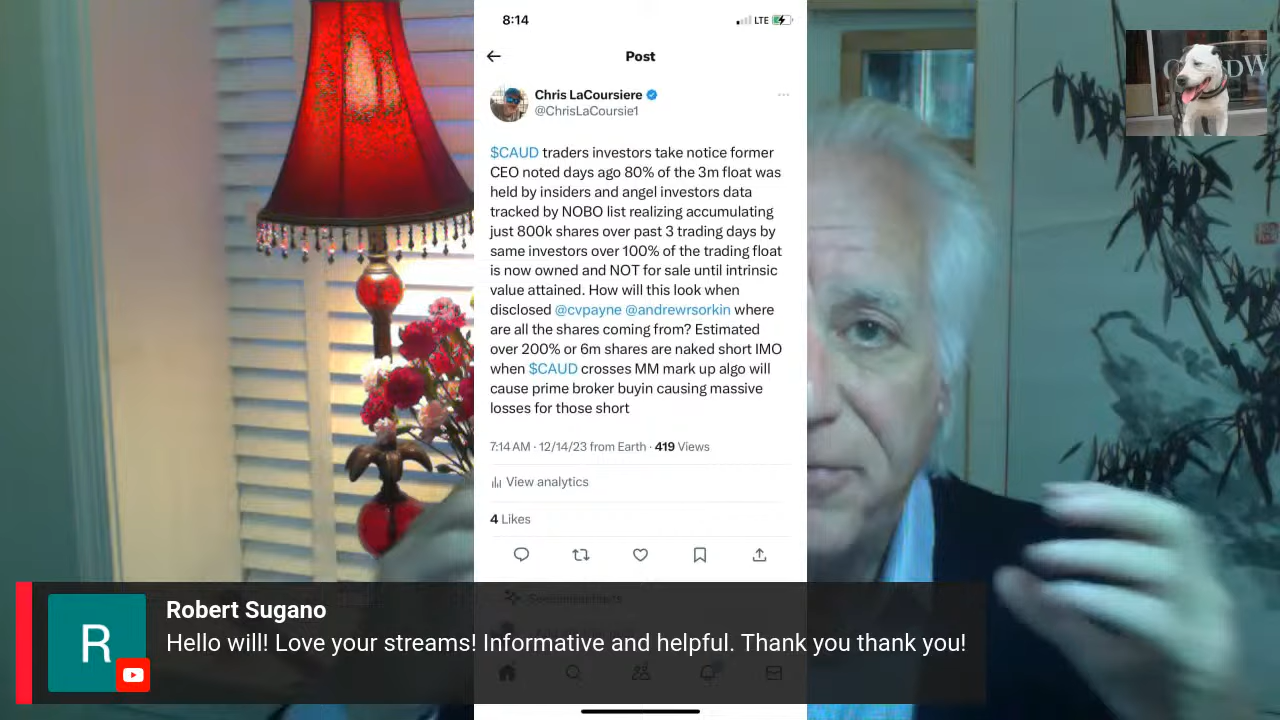 8:14
LTE
Post
Chris LaCoursiere
@ChrisLaCoursie1
$CAUD traders investors take notice former
CEO noted days ago 80% of the 3m float was
held by insiders and angel investors data
tracked by NOBO list realizing accumulating
just 800k shares over past 3 trading days by
same investors over 100% of the trading float
is now owned and NOT for sale until intrinsic
value attained. How will this look when
disclosed @cvpayne @andrewrsorkin where
are all the shares coming from? Estimated
over 200% or 6m shares are naked short IMO
when $CAUD crosses MM mark up algo will
cause prime broker buyin causing massive
losses for those short
7:14 AM · 12/14/23 from Earth · 419 Views
View analytics
4 Likes
R
Robert Sugano
Hello will! Love your streams! Informative and helpful. Thank you thank you!